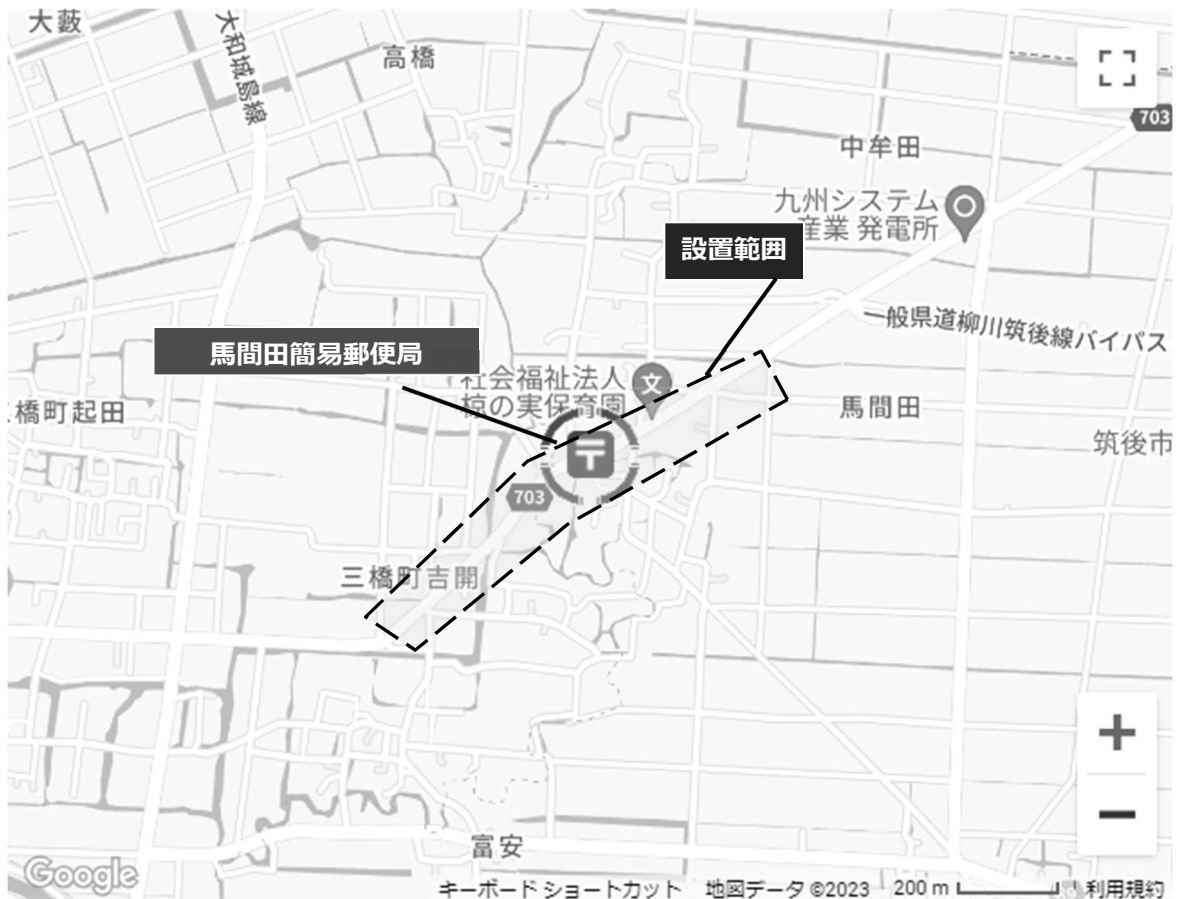 大藪
大和城島線
高橋
703
中牟田
九州システム
産業 発電所
設置範囲
一般県道柳川筑後線バイパス
馬間田簡易郵便局
社会福祉法人
椋の実保育園
文
三橋町起田
馬間田
筑後市
703
三橋町吉開
富安
Google
キーボード ショートカット
地図データ ©2023
200 m
利用規約